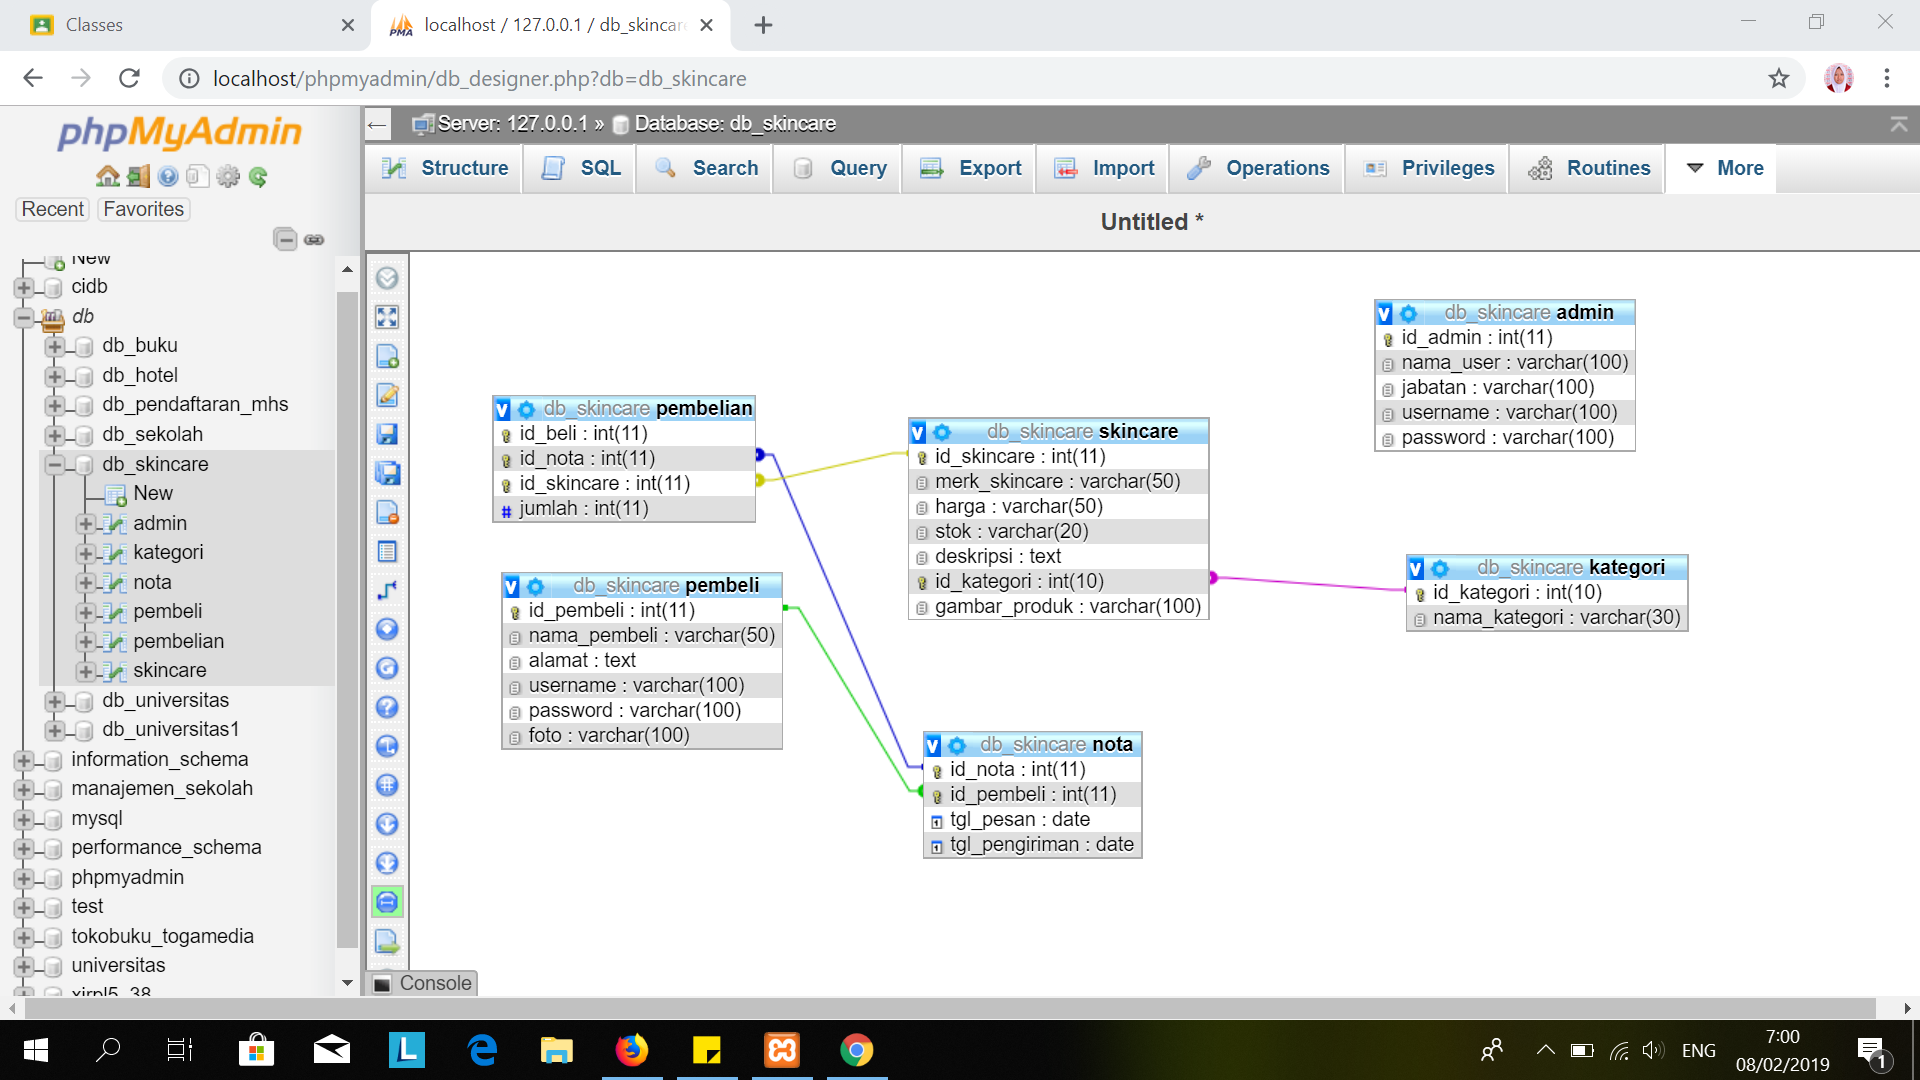 Classes
localhost / 127.0.0.1 / db_skincare
localhost/phpmyadmin/db_designer.php?db=db_skincare
phpMyAdmin
Recent
Favorites
New
cidb
db
db_buku
db_hotel
db_pendaftaran_mhs
db_sekolah
db_skincare
New
admin
kategori
nota
pembeli
pembelian
skincare
db_universitas
db_universitas1
information_schema
manajemen_sekolah
mysql
performance_schema
phpmyadmin
test
tokobuku_togamedia
universitas
xirpl5_38
Server: 127.0.0.1 » Database: db_skincare
Structure
SQL
Search
Query
Export
Import
Operations
Privileges
Routines
More
Untitled *
db_skincare admin
id_admin : int(11)
nama_user : varchar(100)
jabatan : varchar(100)
username : varchar(100)
password : varchar(100)
db_skincare pembelian
id_beli : int(11)
id_nota : int(11)
id_skincare : int(11)
jumlah : int(11)
db_skincare skincare
id_skincare : int(11)
merk_skincare : varchar(50)
harga : varchar(50)
stok : varchar(20)
deskripsi : text
id_kategori : int(10)
gambar_produk : varchar(100)
db_skincare kategori
id_kategori : int(10)
nama_kategori : varchar(30)
db_skincare pembeli
id_pembeli : int(11)
nama_pembeli : varchar(50)
alamat : text
username : varchar(100)
password : varchar(100)
foto : varchar(100)
db_skincare nota
id_nota : int(11)
id_pembeli : int(11)
tgl_pesan : date
tgl_pengiriman : date
Console
ENG
7:00
08/02/2019
1